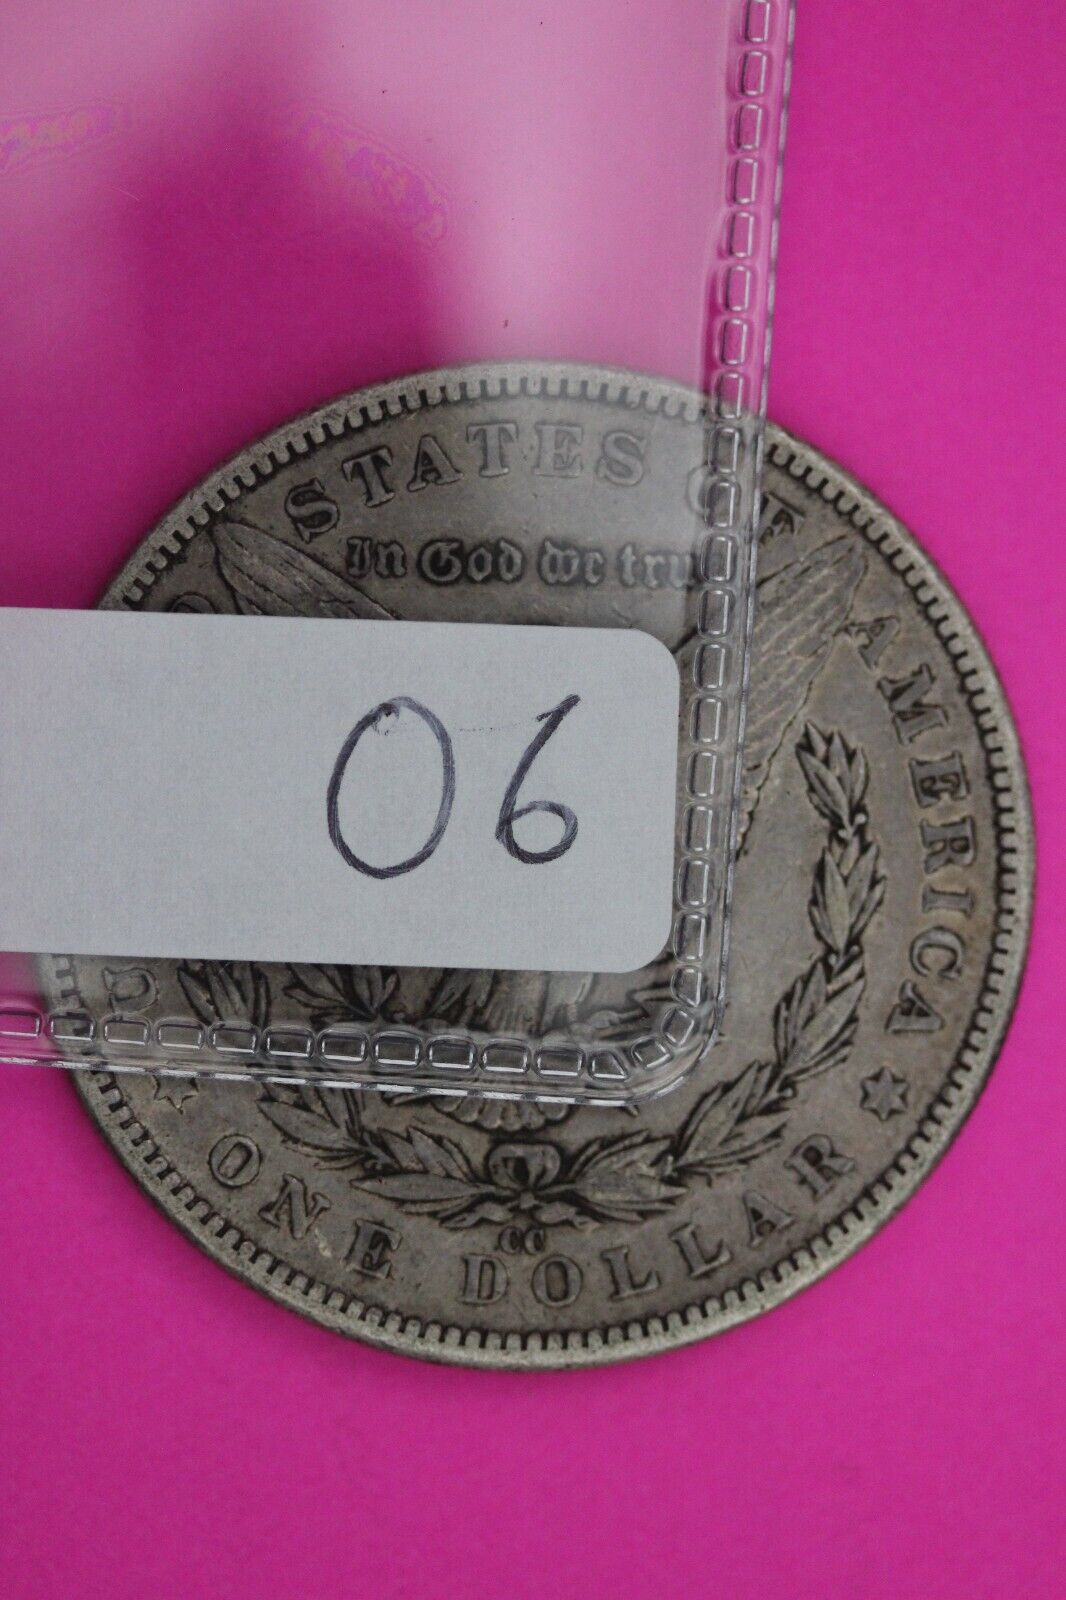 STATES OF AMERICA
In God we tru
06
U
CC
ONE DOLLAR